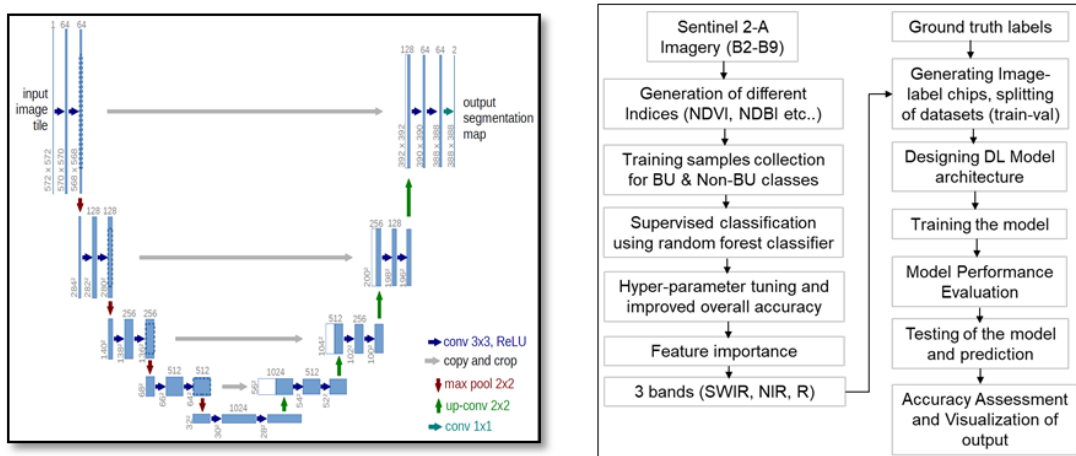 1 64 64
input
image
tile
572 x 572
570 x 570
568 x 568
128 64 64 2
output
segmentation
map
392 x 392
390 x 390
388 x 388
388 x 388
128 128
284²
282²
280²
256 128
200²
198²
196²
256 256
140²
138²
136²
512 256
104²
102²
100²
512 512
68²
66²
64²
1024 512
56²
54²
52²
1024
32²
30²
28²
conv 3x3, ReLU
copy and crop
max pool 2x2
up-conv 2x2
conv 1x1
Sentinel 2-A
Imagery (B2-B9)
Generation of different
Indices (NDVI, NDBI etc..)
Training samples collection
for BU & Non-BU classes
Supervised classification
using random forest classifier
Hyper-parameter tuning and
improved overall accuracy
Feature importance
3 bands (SWIR, NIR, R)
Ground truth labels
Generating Image-
label chips, splitting
of datasets (train-val)
Designing DL Model
architecture
Training the model
Model Performance
Evaluation
Testing of the model
and prediction
Accuracy Assessment
and Visualization of
output